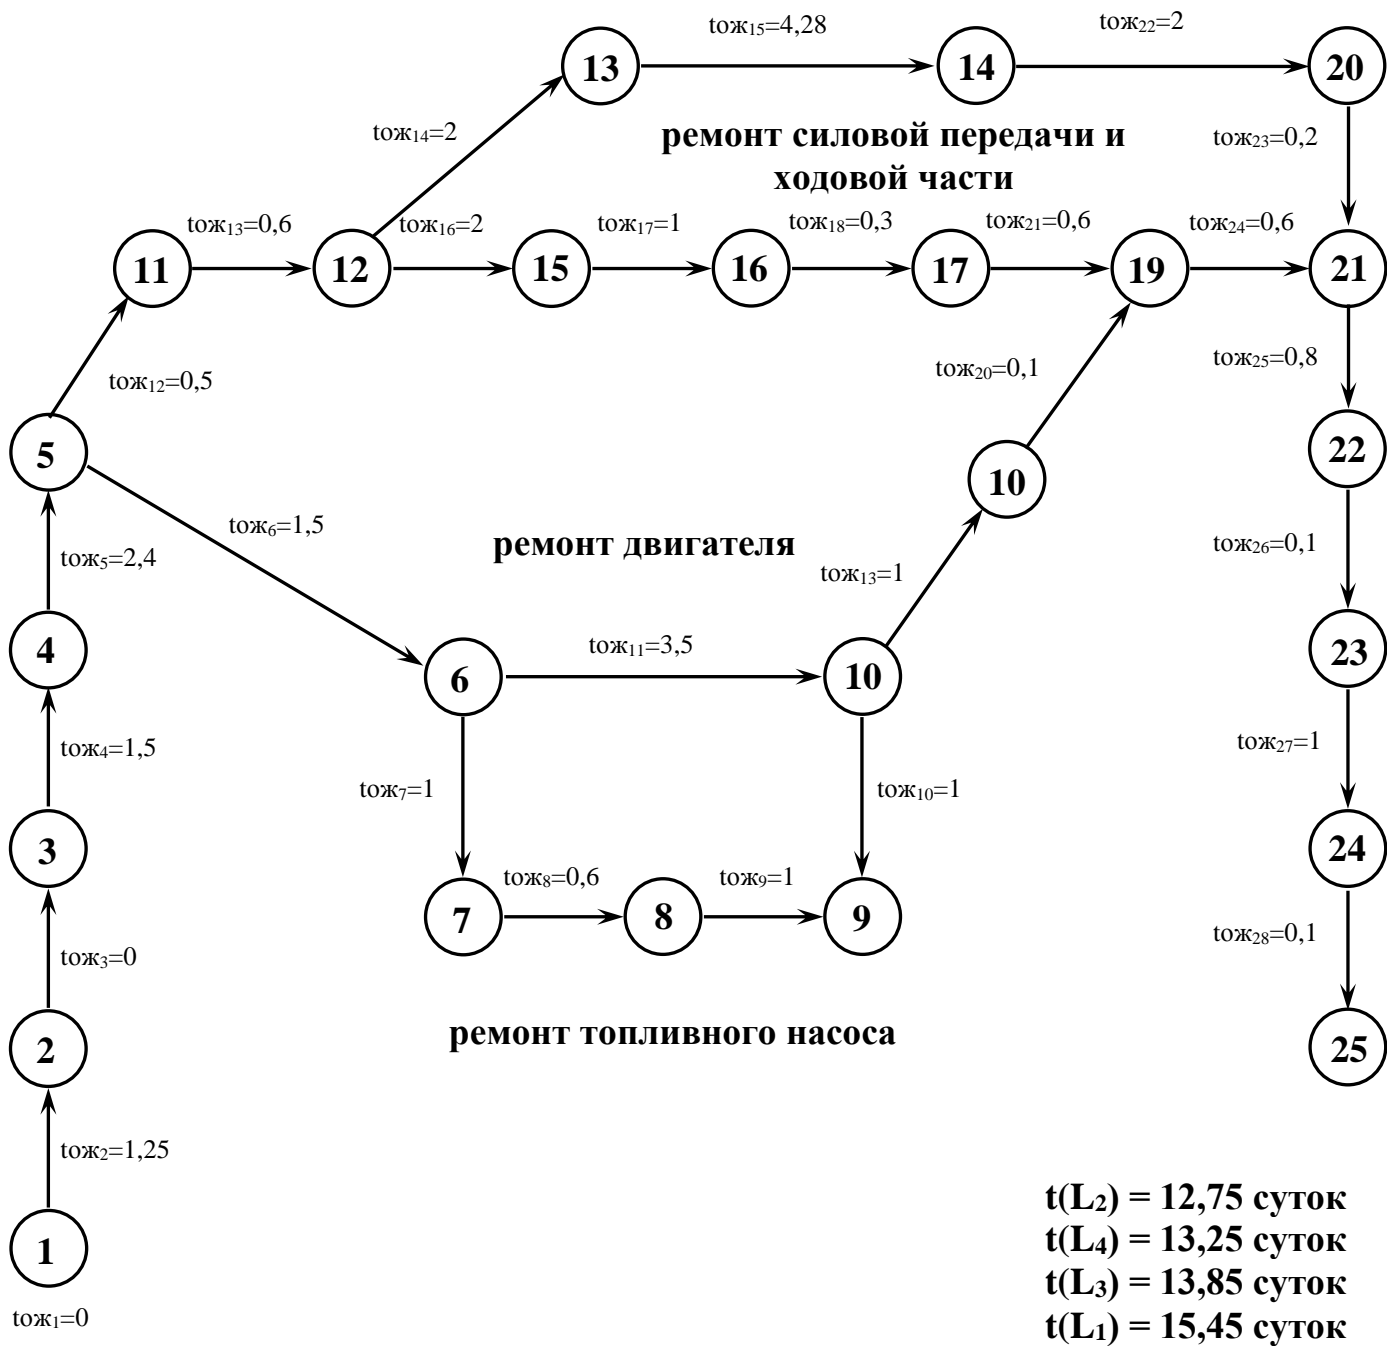 tож₁₅=4,28
tож₂₂=2
13
14
20
tож₁₄=2
ремонт силовой передачи и
ходовой части
tож₂₃=0,2
tож₁₃=0,6
tож₁₆=2
tож₁₇=1
tож₁₈=0,3
tож₂₁=0,6
tож₂₄=0,6
11
12
15
16
17
19
21
tож₁₂=0,5
tож₂₀=0,1
tож₂₅=0,8
5
10
22
tож₆=1,5
ремонт двигателя
tож₅=2,4
tож₁₃=1
tож₂₆=0,1
4
6
tож₁₁=3,5
10
23
tож₄=1,5
tож₇=1
tож₁₀=1
tож₂₇=1
3
24
7
tож₈=0,6
8
tож₉=1
9
tож₃=0
tож₂₈=0,1
2
ремонт топливного насоса
25
tож₂=1,25
1
tож₁=0
t(L₂) = 12,75 суток
t(L₄) = 13,25 суток
t(L₃) = 13,85 суток
t(L₁) = 15,45 суток